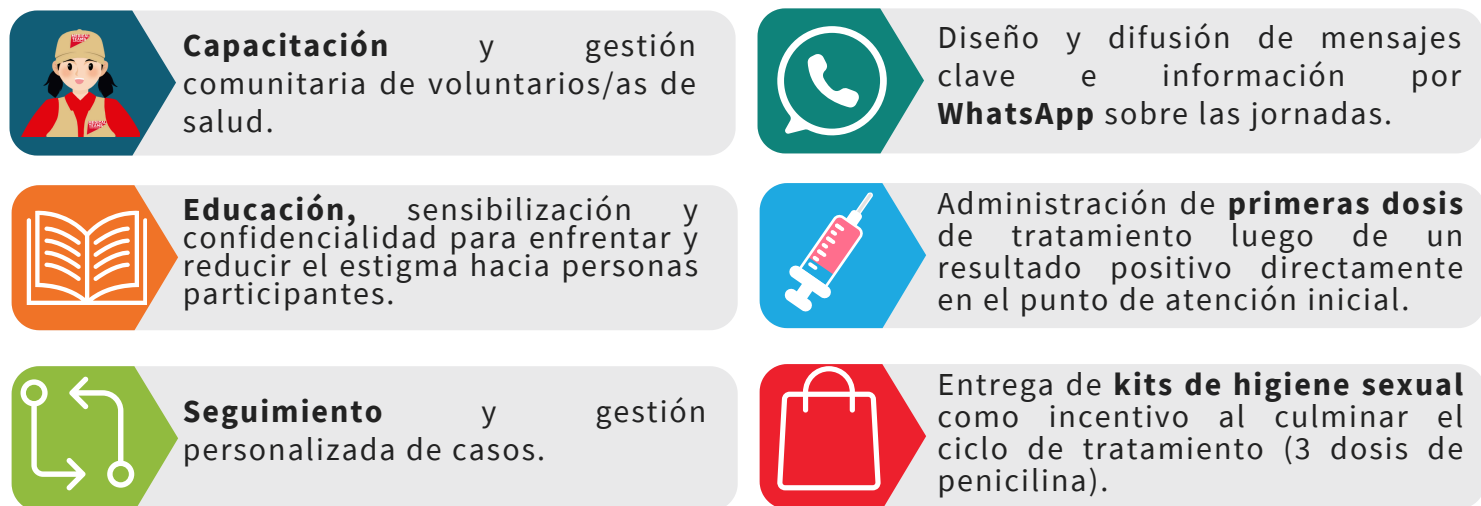 Capacitación y gestión
comunitaria de voluntarios/as de
salud.
Diseño y difusión de mensajes
clave e información por
WhatsApp sobre las jornadas.
Educación, sensibilización y
confidencialidad para enfrentar y
reducir el estigma hacia personas
participantes.
Administración de primeras dosis
de tratamiento luego de un
resultado positivo directamente
en el punto de atención inicial.
Seguimiento y gestión
personalizada de casos.
Entrega de kits de higiene sexual
como incentivo al culminar el
ciclo de tratamiento (3 dosis de
penicilina).